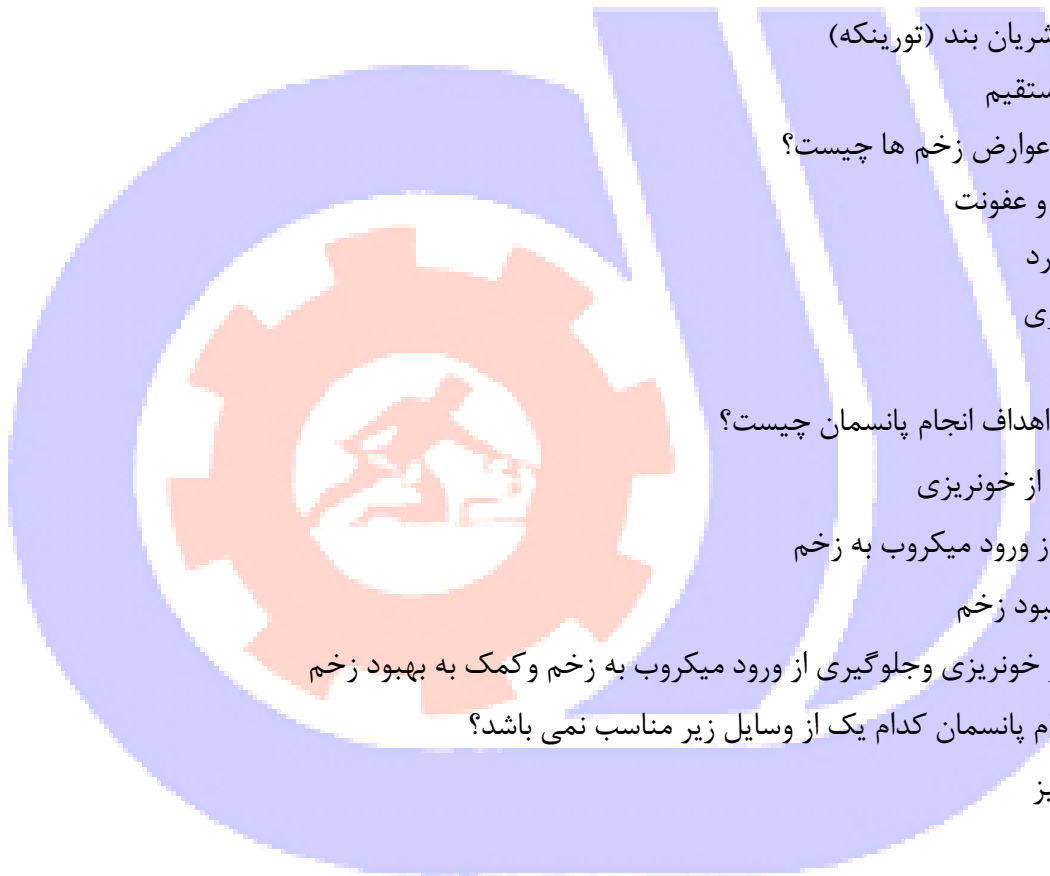 شریان بند (تورینکه)
ستقیم
عوارض زخم ها چیست؟
و عفونت
رد
ی
اهداف انجام پانسمان چیست؟
از خونریزی
ز ورود میکروب به زخم
بود زخم
خونریزی وجلوگیری از ورود میکروب به زخم وکمک به بهبود زخم
م پانسمان کدام یک از وسایل زیر مناسب نمی باشد؟
یز